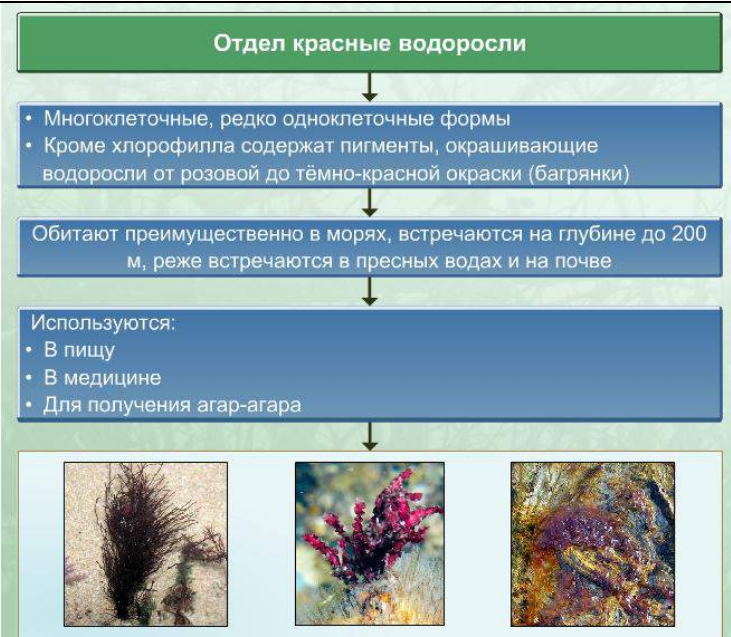 Отдел красные водоросли
• Многоклеточные, редко одноклеточные формы
• Кроме хлорофилла содержат пигменты, окрашивающие
водоросли от розовой до тёмно-красной окраски (багрянки)
Обитают преимущественно в морях, встречаются на глубине до 200
м, реже встречаются в пресных водах и на почве
Используются:
• В пищу
• В медицине
• Для получения агар-агара